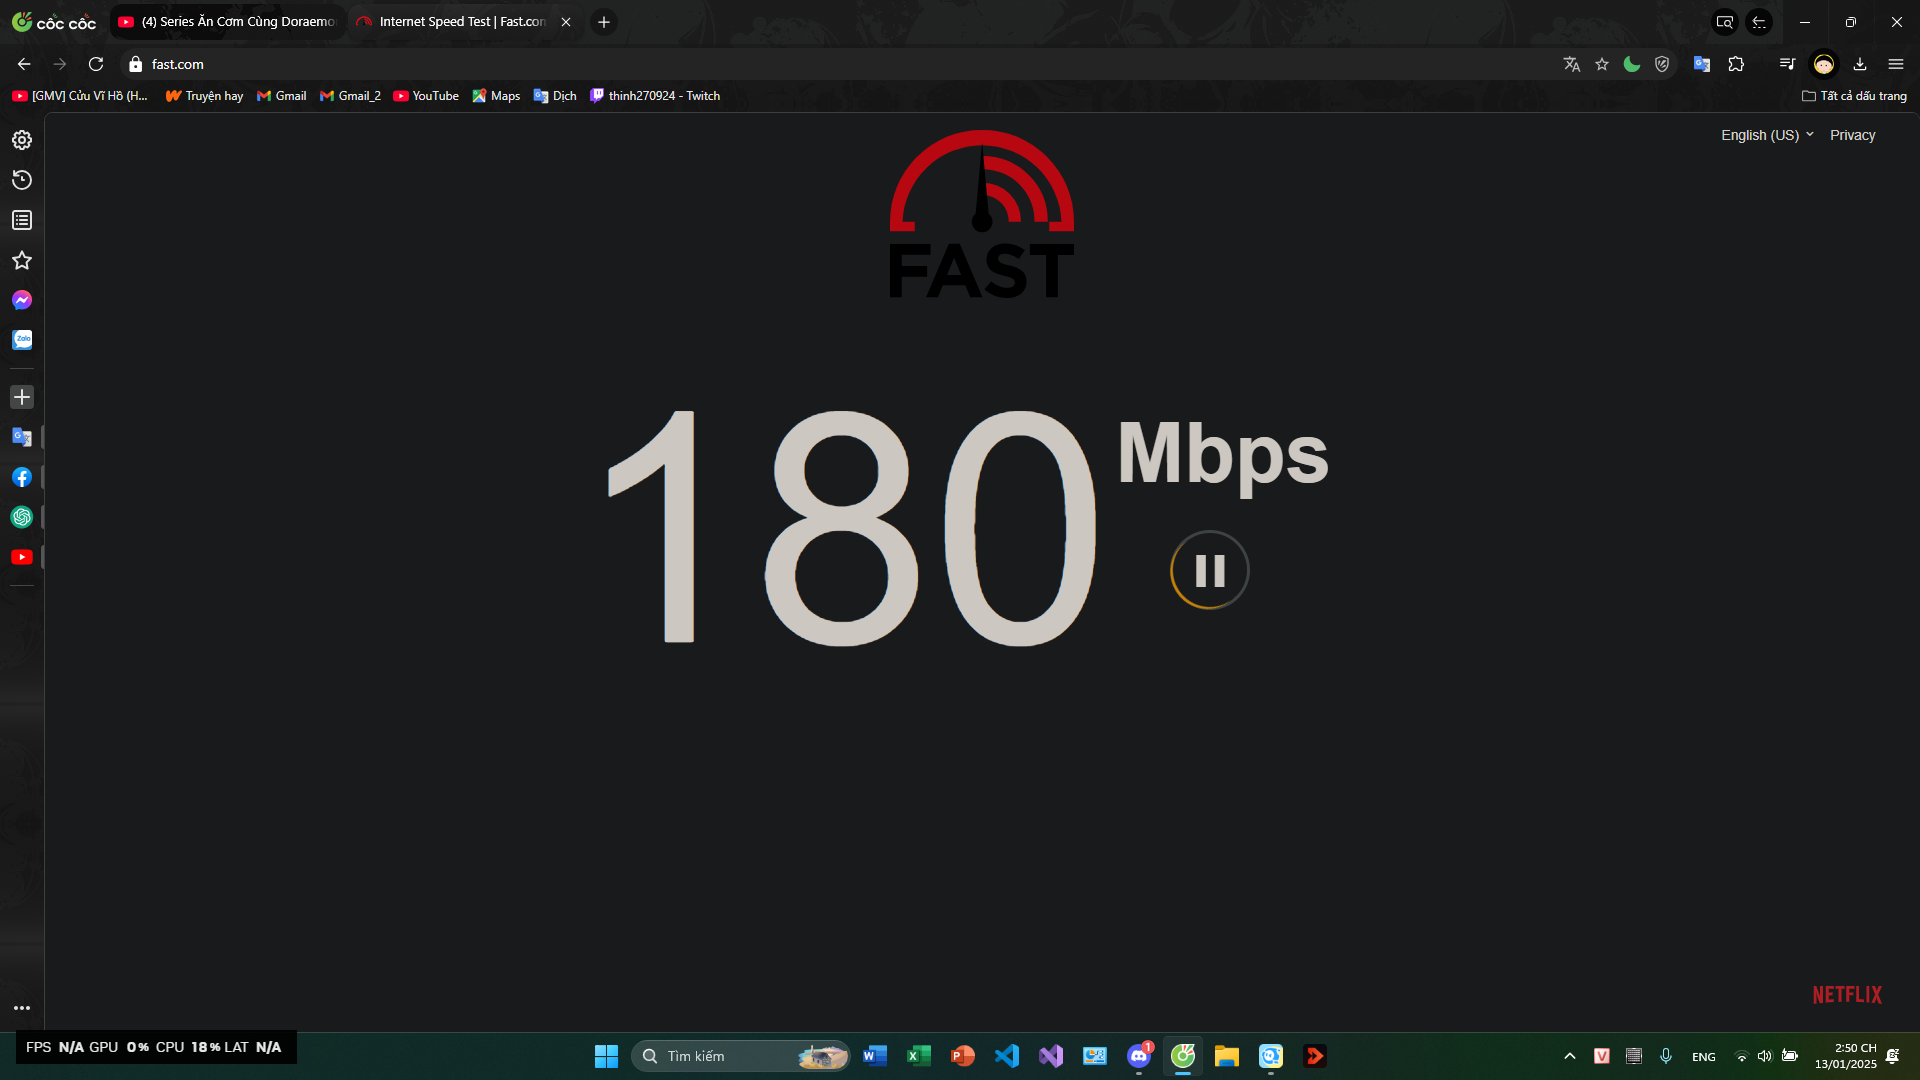 cốc cốc
(4) Series Ăn Cơm Cùng Doraemo
Internet Speed Test | Fast.com
fast.com
[GMV] Cửu Vĩ Hồ (H...
Truyện hay
Gmail
Gmail_2
YouTube
Maps
Dịch
thinh270924 - Twitch
Tất cả dấu trang
English (US)
Privacy
FAST
Zalo
180 Mbps
NETFLIX
FPS N/A GPU 0% CPU 18% LAT N/A
Tìm kiếm
1
ENG
2:50 CH
13/01/2025